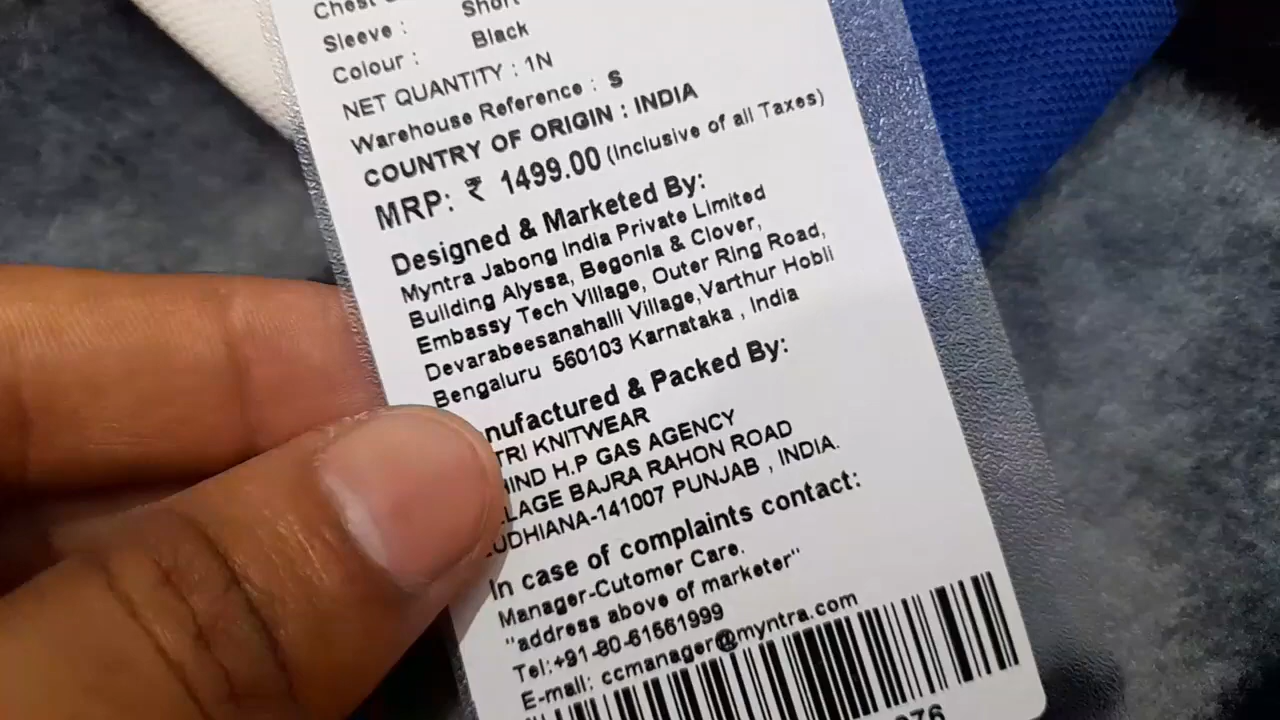 Chest
Sleeve : Short
Colour : Black
NET QUANTITY : 1N
Warehouse Reference : S
COUNTRY OF ORIGIN : INDIA
MRP: ₹ 1499.00 (Inclusive of all Taxes)
Designed & Marketed By:
Myntra Jabong India Private Limited
Building Alyssa, Begonia & Clover,
Embassy Tech Village, Outer Ring Road,
Devarabeesanahalli Village,Varthur Hobli
Bengaluru 560103 Karnataka , India
nufactured & Packed By:
TRI KNITWEAR
HIND H.P GAS AGENCY
LLAGE BAJRA RAHON ROAD
LUDHIANA-141007 PUNJAB , INDIA.
In case of complaints contact:
Manager-Cutomer Care.
"address above of marketer"
Tel:+91-80-61561999
E-mail: ccmanager@myntra.com